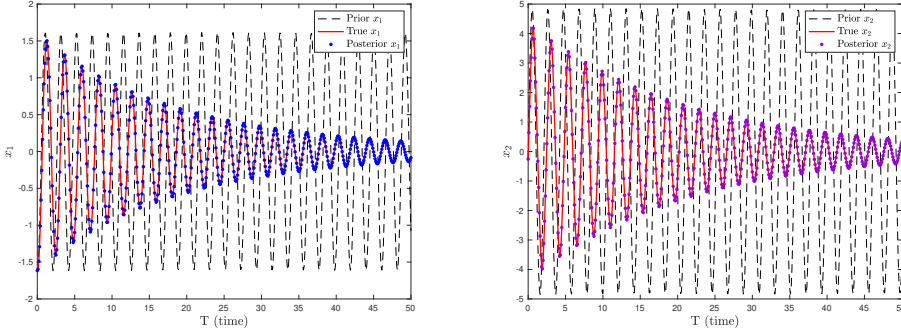 2
1.5
1
0.5
0
-0.5
-1
-1.5
-2
x₁
0 5 10 15 20 25 30 35 40 45 50
T (time)
Prior x₁
True x₁
Posterior x₁
5
4
3
2
1
0
-1
-2
-3
-4
-5
x₂
0 5 10 15 20 25 30 35 40 45 50
T (time)
Prior x₂
True x₂
Posterior x₂